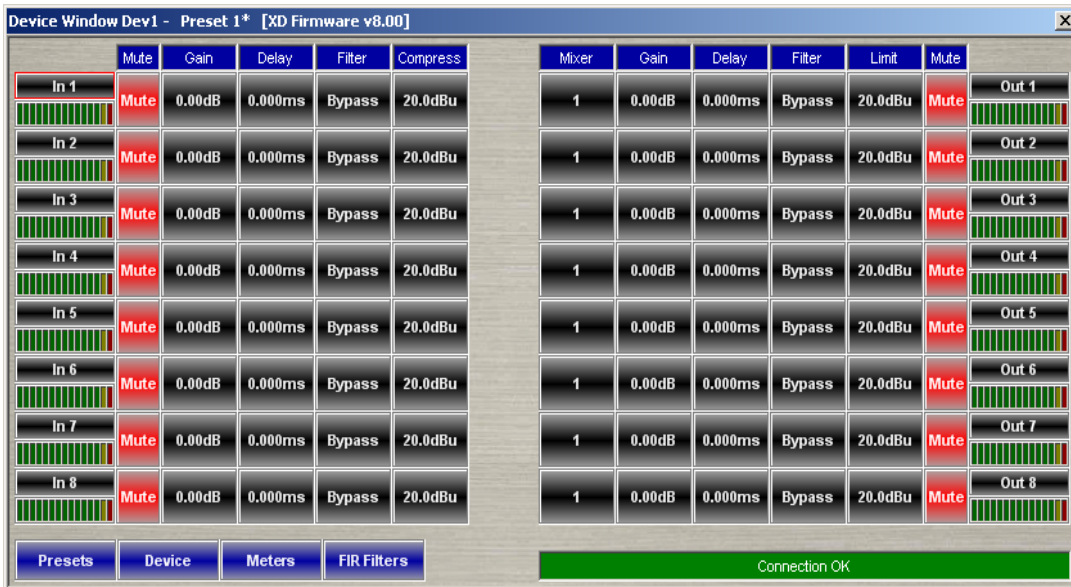 Device Window Dev1 - Preset 1* [XD Firmware v8.00]
Mute Gain Delay Filter Compress Mixer Gain Delay Filter Limit Mute
In 1 Mute 0.00dB 0.000ms Bypass 20.0dBu 1 0.00dB 0.000ms Bypass 20.0dBu Mute Out 1
In 2 Mute 0.00dB 0.000ms Bypass 20.0dBu 1 0.00dB 0.000ms Bypass 20.0dBu Mute Out 2
In 3 Mute 0.00dB 0.000ms Bypass 20.0dBu 1 0.00dB 0.000ms Bypass 20.0dBu Mute Out 3
In 4 Mute 0.00dB 0.000ms Bypass 20.0dBu 1 0.00dB 0.000ms Bypass 20.0dBu Mute Out 4
In 5 Mute 0.00dB 0.000ms Bypass 20.0dBu 1 0.00dB 0.000ms Bypass 20.0dBu Mute Out 5
In 6 Mute 0.00dB 0.000ms Bypass 20.0dBu 1 0.00dB 0.000ms Bypass 20.0dBu Mute Out 6
In 7 Mute 0.00dB 0.000ms Bypass 20.0dBu 1 0.00dB 0.000ms Bypass 20.0dBu Mute Out 7
In 8 Mute 0.00dB 0.000ms Bypass 20.0dBu 1 0.00dB 0.000ms Bypass 20.0dBu Mute Out 8
Presets Device Meters FIR Filters Connection OK